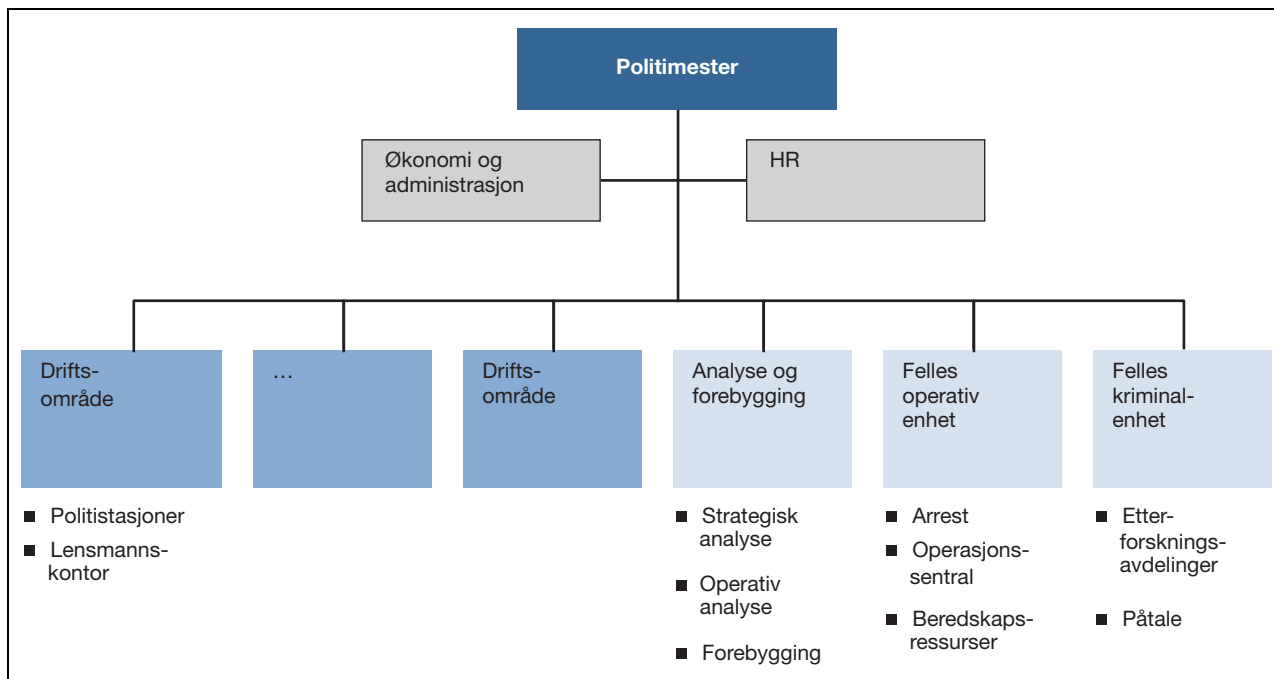 Politimester
Økonomi og
administrasjon
HR
Drifts-
område
...
Drifts-
område
Analyse og
forebygging
Felles
operativ
enhet
Felles
kriminal-
enhet
■ Politistasjoner
■ Lensmanns-
kontor
■ Strategisk
analyse
■ Operativ
analyse
■ Forebygging
■ Arrest
■ Operasjons-
sentral
■ Beredskaps-
ressurser
■ Etter-
forsknings-
avdelinger
■ Påtale